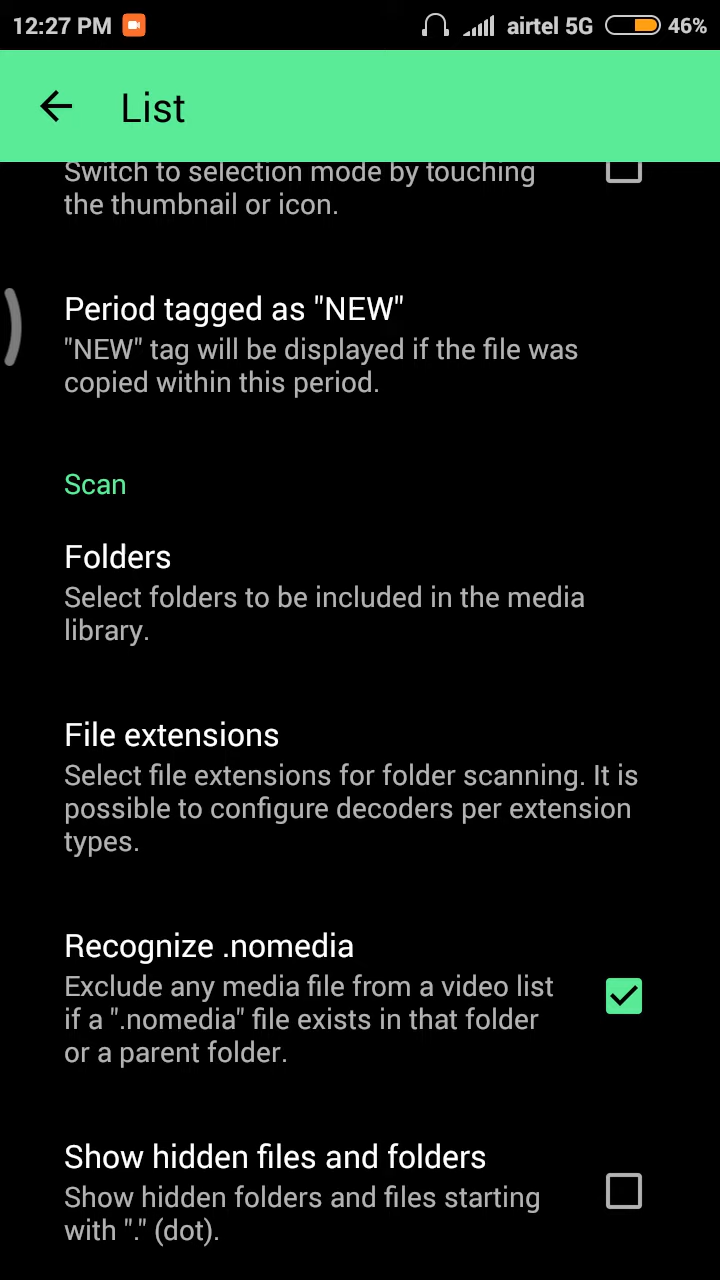 12:27 PM airtel 5G 46%
List
Switch to selection mode by touching
the thumbnail or icon.
Period tagged as "NEW"
"NEW" tag will be displayed if the file was
copied within this period.
Scan
Folders
Select folders to be included in the media
library.
File extensions
Select file extensions for folder scanning. It is
possible to configure decoders per extension
types.
Recognize .nomedia
Exclude any media file from a video list
if a ".nomedia" file exists in that folder
or a parent folder.
Show hidden files and folders
Show hidden folders and files starting
with "." (dot).